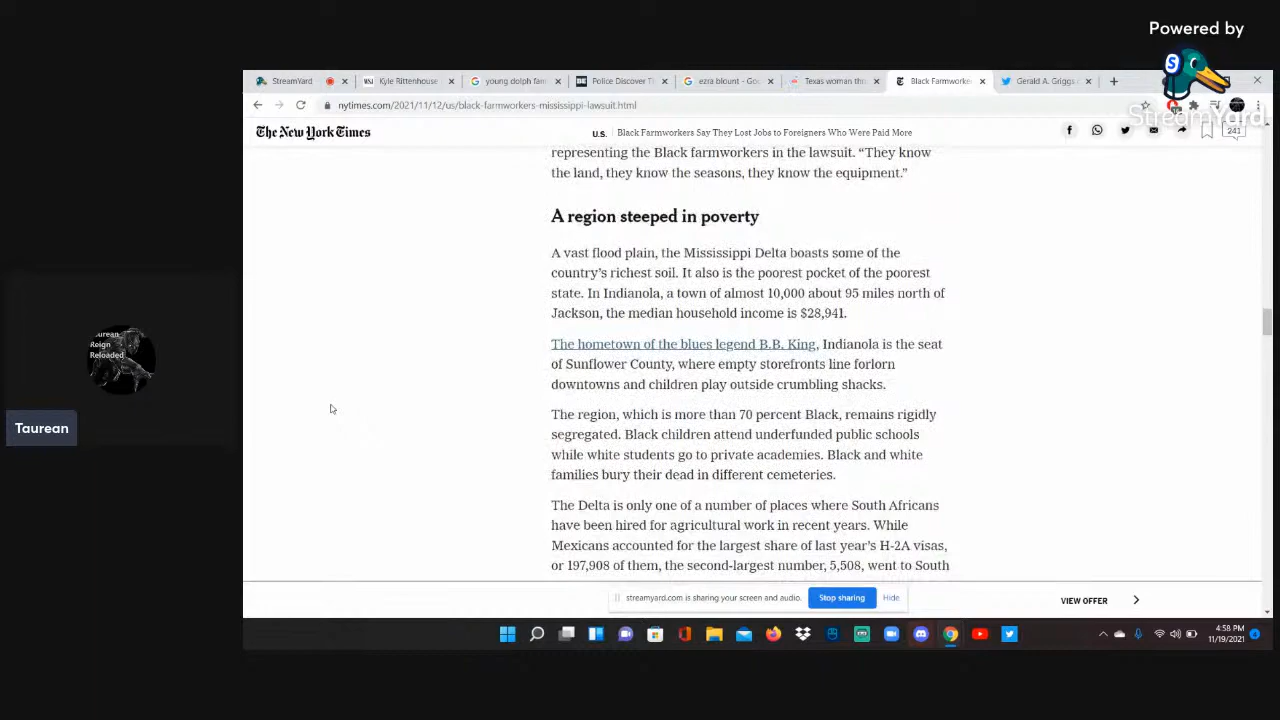 Powered by
StreamYard
StreamYard
Kyle Rittenhouse
young dolph fam
Police Discover Ti
ezra blount - Goo
Texas woman thr
Black Farmworke
Gerald A. Griggs
nytimes.com/2021/11/12/us/black-farmworkers-mississippi-lawsuit.html
The New York Times
U.S.
Black Farmworkers Say They Lost Jobs to Foreigners Who Were Paid More
241
representing the Black farmworkers in the lawsuit. “They know
the land, they know the seasons, they know the equipment.”
A region steeped in poverty
A vast flood plain, the Mississippi Delta boasts some of the
country’s richest soil. It also is the poorest pocket of the poorest
state. In Indianola, a town of almost 10,000 about 95 miles north of
Jackson, the median household income is $28,941.
The hometown of the blues legend B.B. King, Indianola is the seat
of Sunflower County, where empty storefronts line forlorn
downtowns and children play outside crumbling shacks.
The region, which is more than 70 percent Black, remains rigidly
segregated. Black children attend underfunded public schools
while white students go to private academies. Black and white
families bury their dead in different cemeteries.
The Delta is only one of a number of places where South Africans
have been hired for agricultural work in recent years. While
Mexicans accounted for the largest share of last year’s H-2A visas,
or 197,908 of them, the second-largest number, 5,508, went to South
streamyard.com is sharing your screen and audio.
Stop sharing
Hide
VIEW OFFER
4:58 PM
11/19/2021
Reign
Reloaded
Taurean